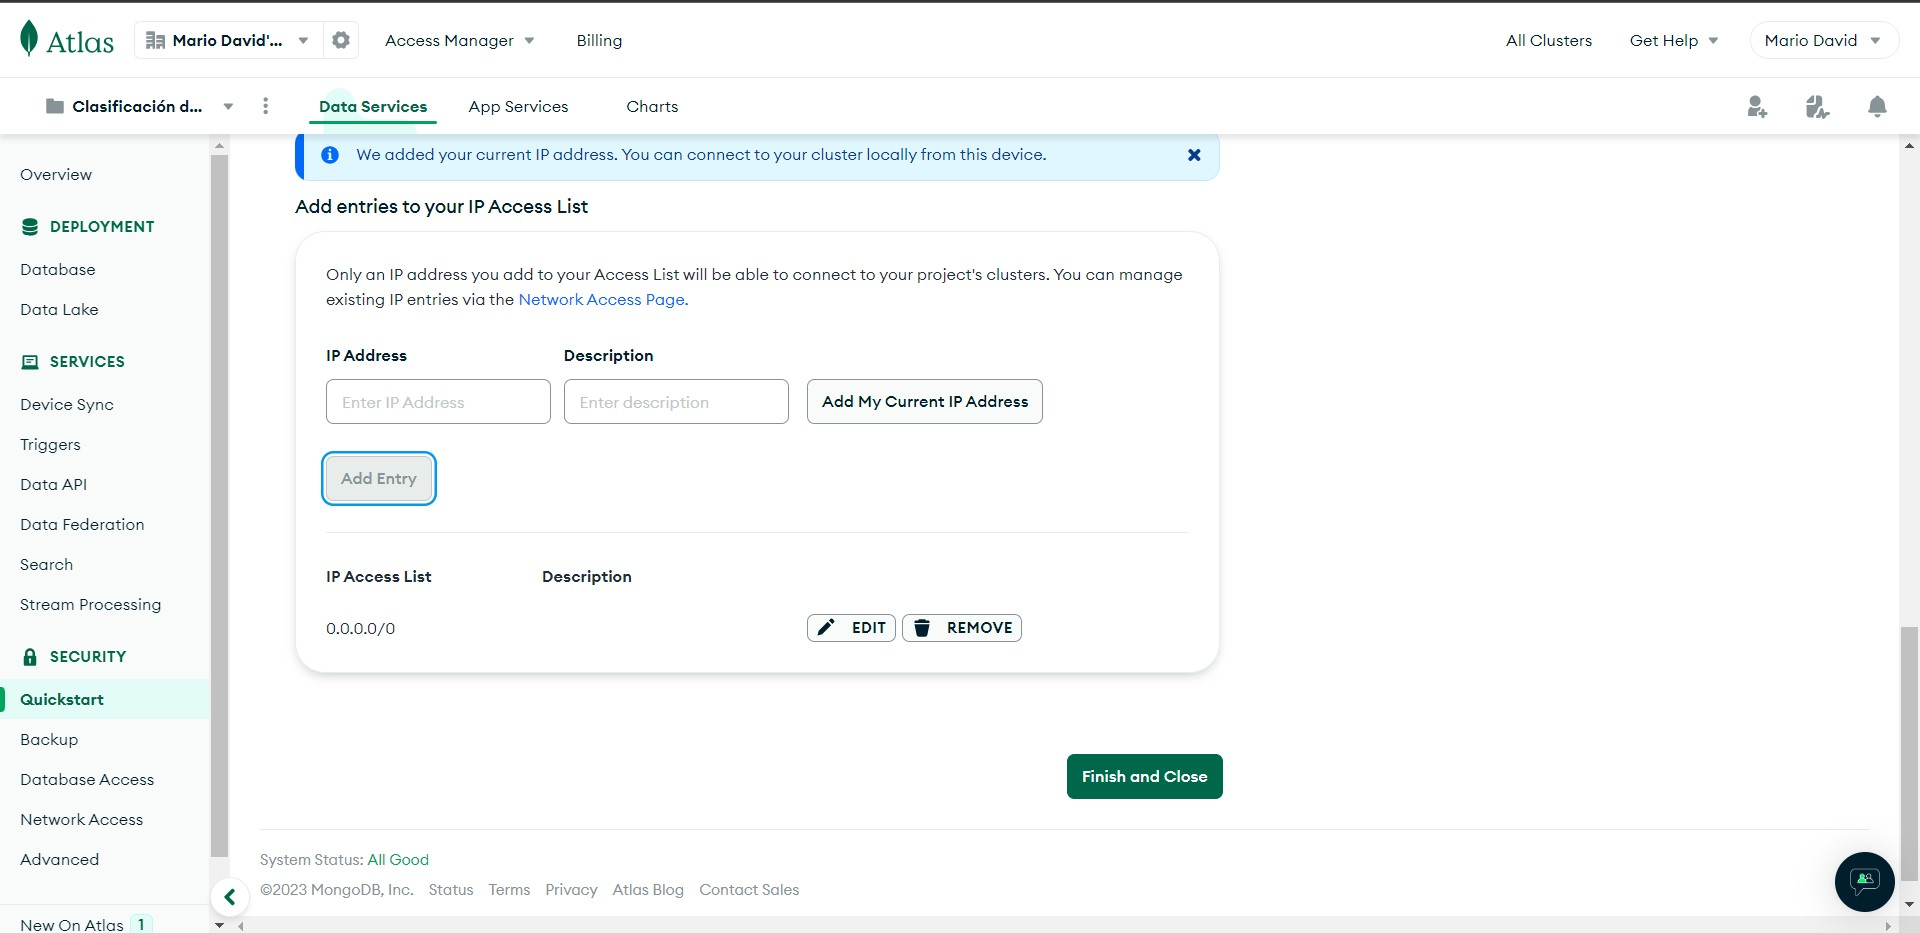 Atlas
Mario David'...
Access Manager
Billing
All Clusters
Get Help
Mario David
Clasificación d...
Data Services
App Services
Charts
We added your current IP address. You can connect to your cluster locally from this device.
Overview
DEPLOYMENT
Database
Data Lake
SERVICES
Device Sync
Triggers
Data API
Data Federation
Search
Stream Processing
SECURITY
Quickstart
Backup
Database Access
Network Access
Advanced
New On Atlas 1
Add entries to your IP Access List
Only an IP address you add to your Access List will be able to connect to your project's clusters. You can manage
existing IP entries via the Network Access Page.
IP Address
Description
Enter IP Address
Enter description
Add My Current IP Address
Add Entry
IP Access List
Description
0.0.0.0/0
EDIT
REMOVE
Finish and Close
System Status: All Good
©2023 MongoDB, Inc. Status Terms Privacy Atlas Blog Contact Sales